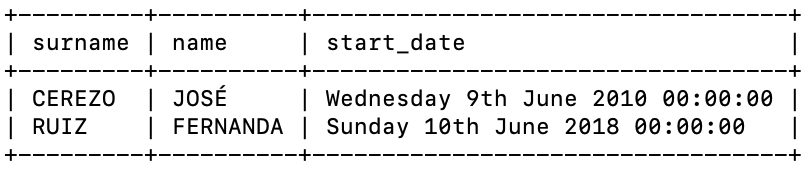 +---------+----------+----------------------------------+
| surname | name     | start_date                       |
+---------+----------+----------------------------------+
| CEREZO  | JOSÉ     | Wednesday 9th June 2010 00:00:00 |
| RUIZ    | FERNANDA | Sunday 10th June 2018 00:00:00   |
+---------+----------+----------------------------------+